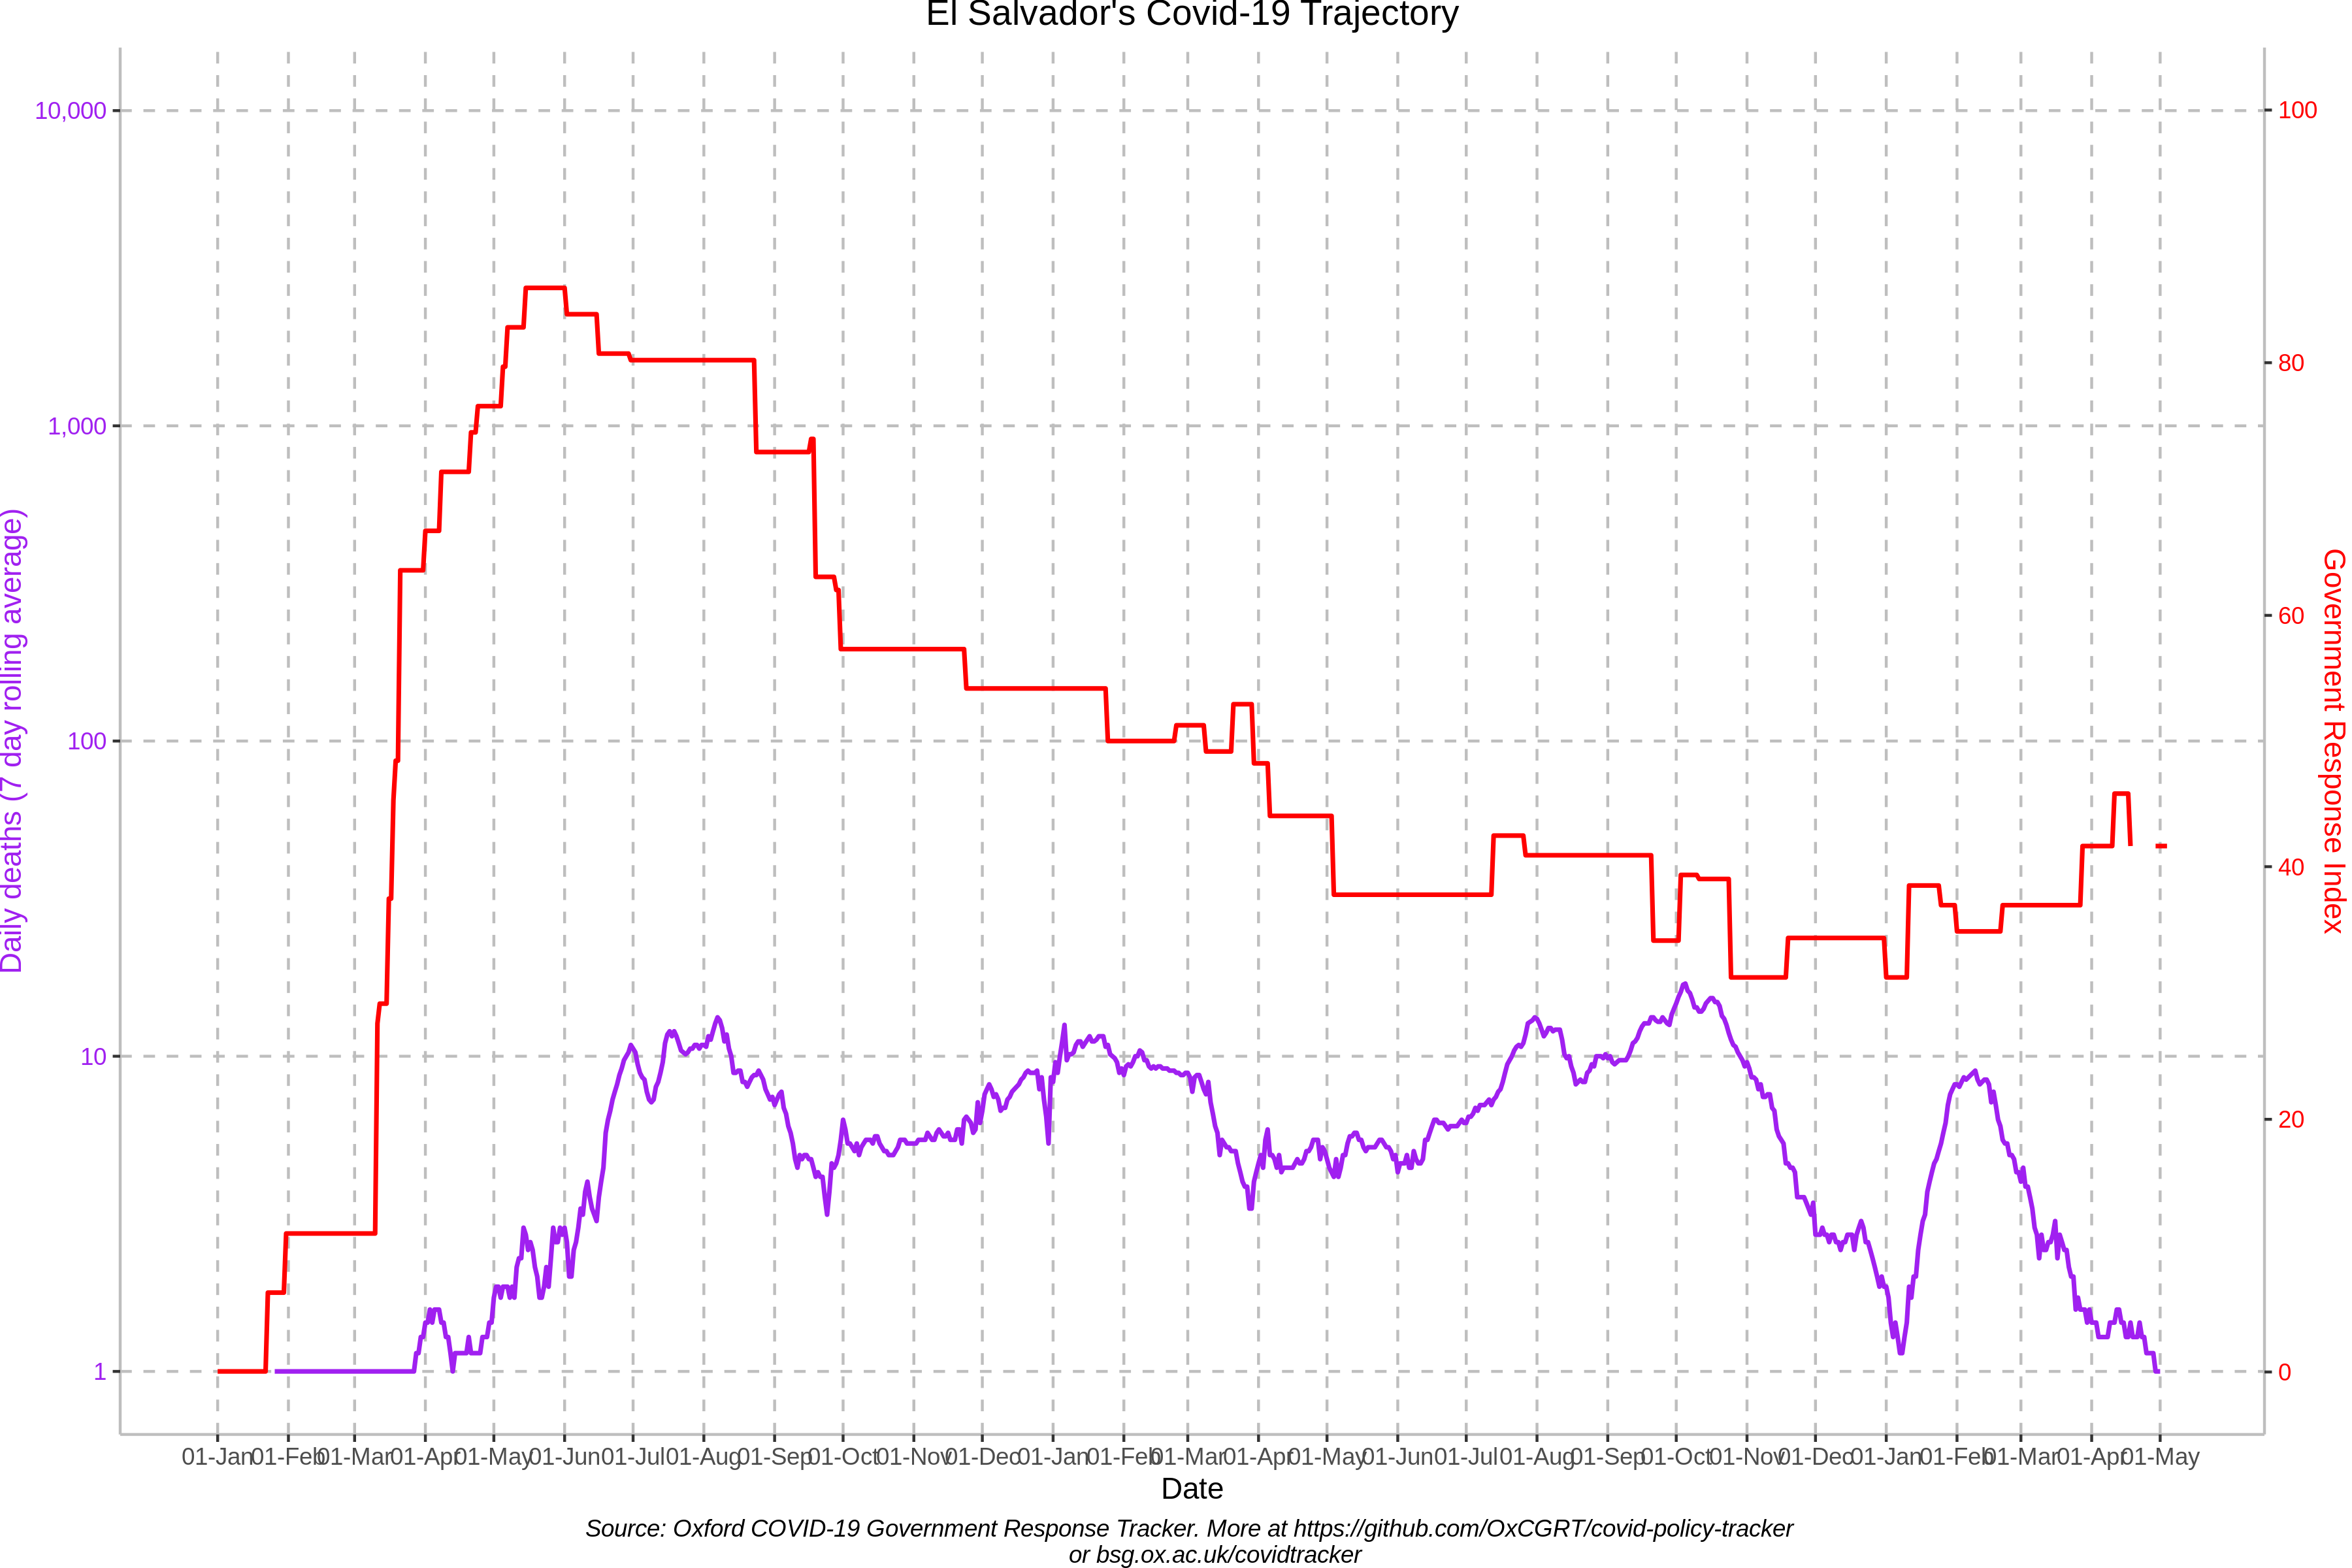 El Salvador's Covid-19 Trajectory
10,000
1,000
100
10
1
Daily deaths (7 day rolling average)
100
80
60
40
20
0
Government Response Index
01-Jan 01-Feb 01-Mar 01-Apr 01-May 01-Jun 01-Jul 01-Aug 01-Sep 01-Oct 01-Nov 01-Dec 01-Jan 01-Feb 01-Mar 01-Apr 01-May 01-Jun 01-Jul 01-Aug 01-Sep 01-Oct 01-Nov 01-Dec 01-Jan 01-Feb 01-Mar 01-Apr 01-May
Date
Source: Oxford COVID-19 Government Response Tracker. More at https://github.com/OxCGRT/covid-policy-tracker
or bsg.ox.ac.uk/covidtracker